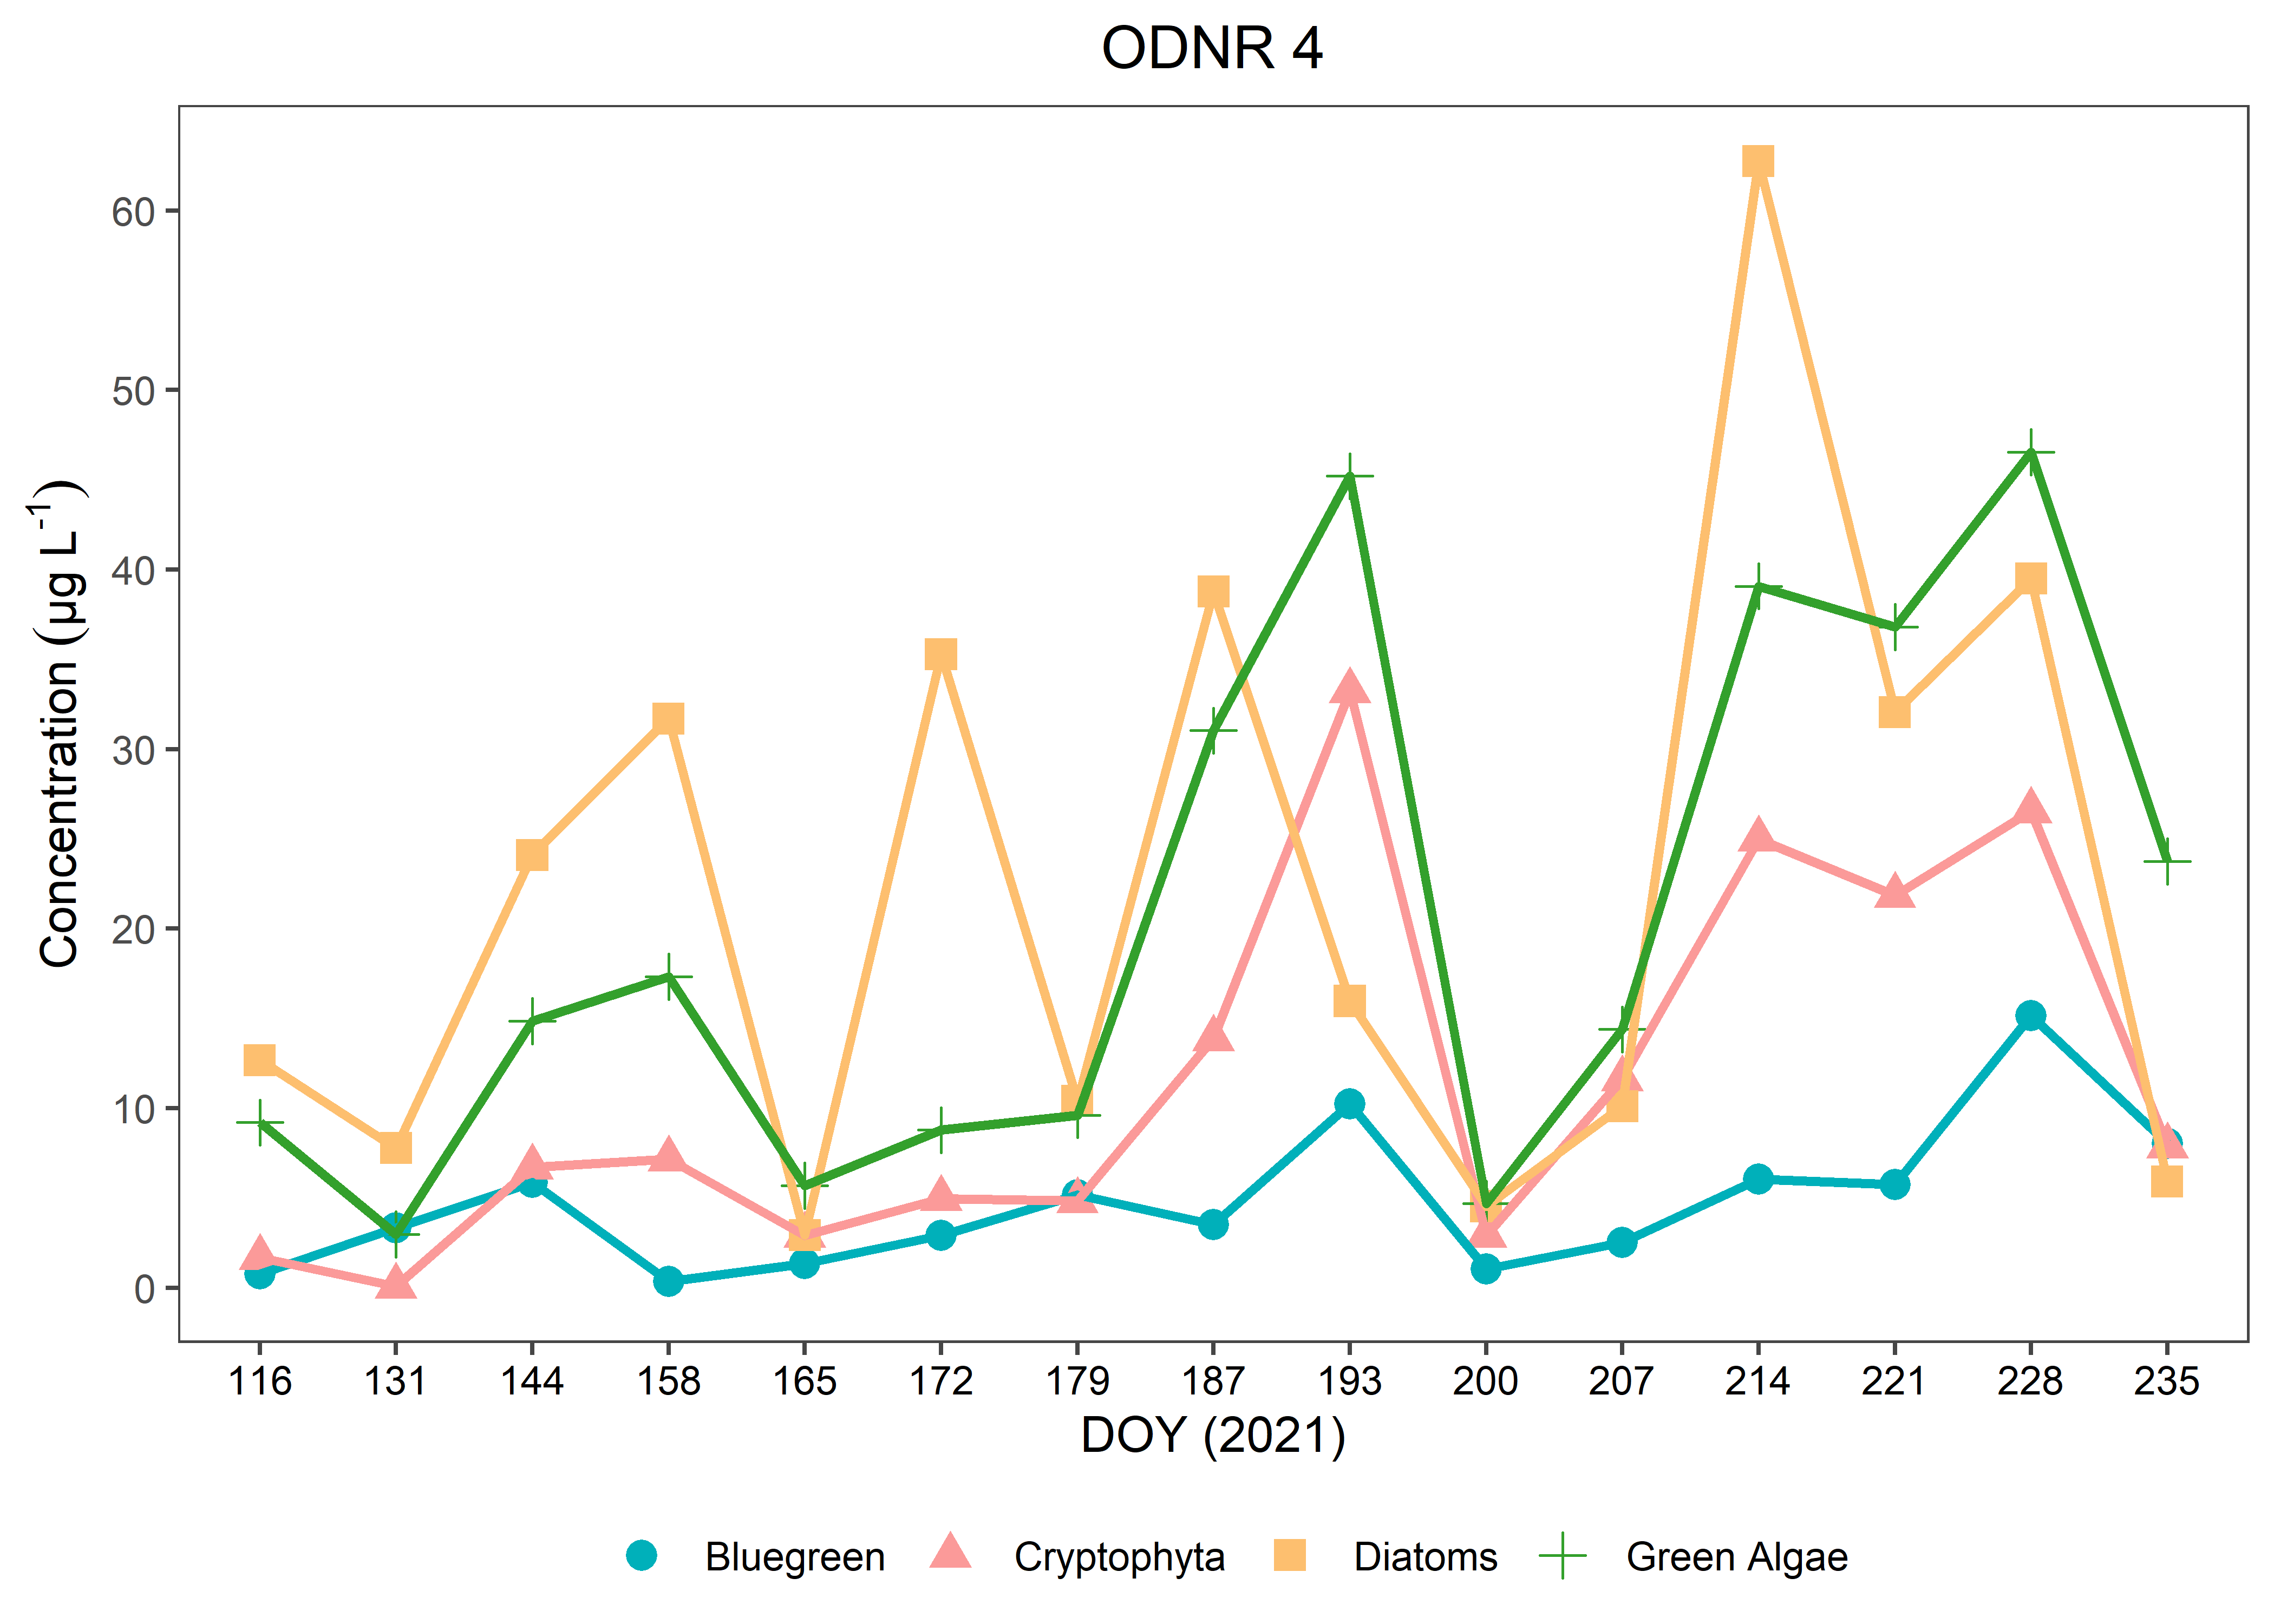 ODNR 4
Concentration (µg L⁻¹)
60
50
40
30
20
10
0
116 131 144 158 165 172 179 187 193 200 207 214 221 228 235
DOY (2021)
Bluegreen Cryptophyta Diatoms Green Algae